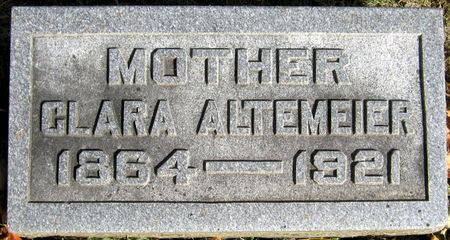 MOTHER
CLARA ALTEMEIER
1864—1921